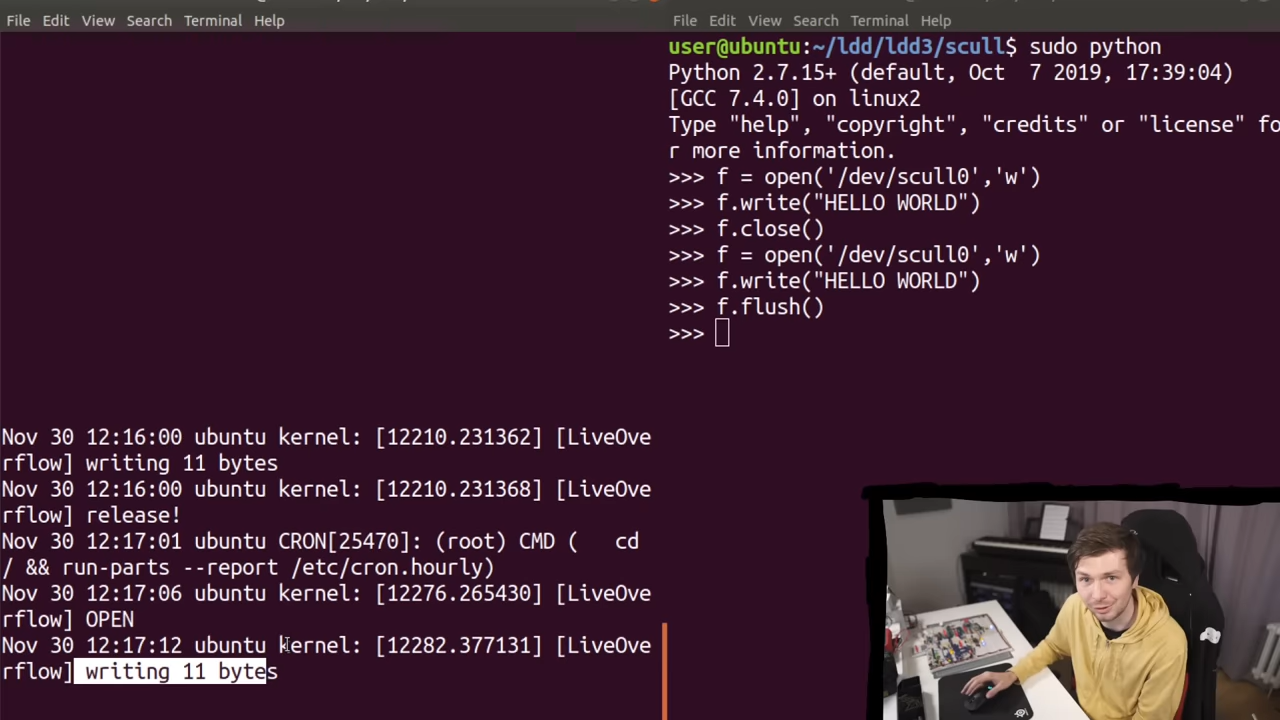 File Edit View Search Terminal Help
Nov 30 12:16:00 ubuntu kernel: [12210.231362] [LiveOve
rflow] writing 11 bytes
Nov 30 12:16:00 ubuntu kernel: [12210.231368] [LiveOve
rflow] release!
Nov 30 12:17:01 ubuntu CRON[25470]: (root) CMD (   cd
/ && run-parts --report /etc/cron.hourly)
Nov 30 12:17:06 ubuntu kernel: [12276.265430] [LiveOve
rflow] OPEN
Nov 30 12:17:12 ubuntu kernel: [12282.377131] [LiveOve
rflow] writing 11 bytes
File Edit View Search Terminal Help
user@ubuntu:~/ldd/ldd3/scull$ sudo python
Python 2.7.15+ (default, Oct  7 2019, 17:39:04)
[GCC 7.4.0] on linux2
Type "help", "copyright", "credits" or "license" fo
r more information.
>>> f = open('/dev/scull0','w')
>>> f.write("HELLO WORLD")
>>> f.close()
>>> f = open('/dev/scull0','w')
>>> f.write("HELLO WORLD")
>>> f.flush()
>>>